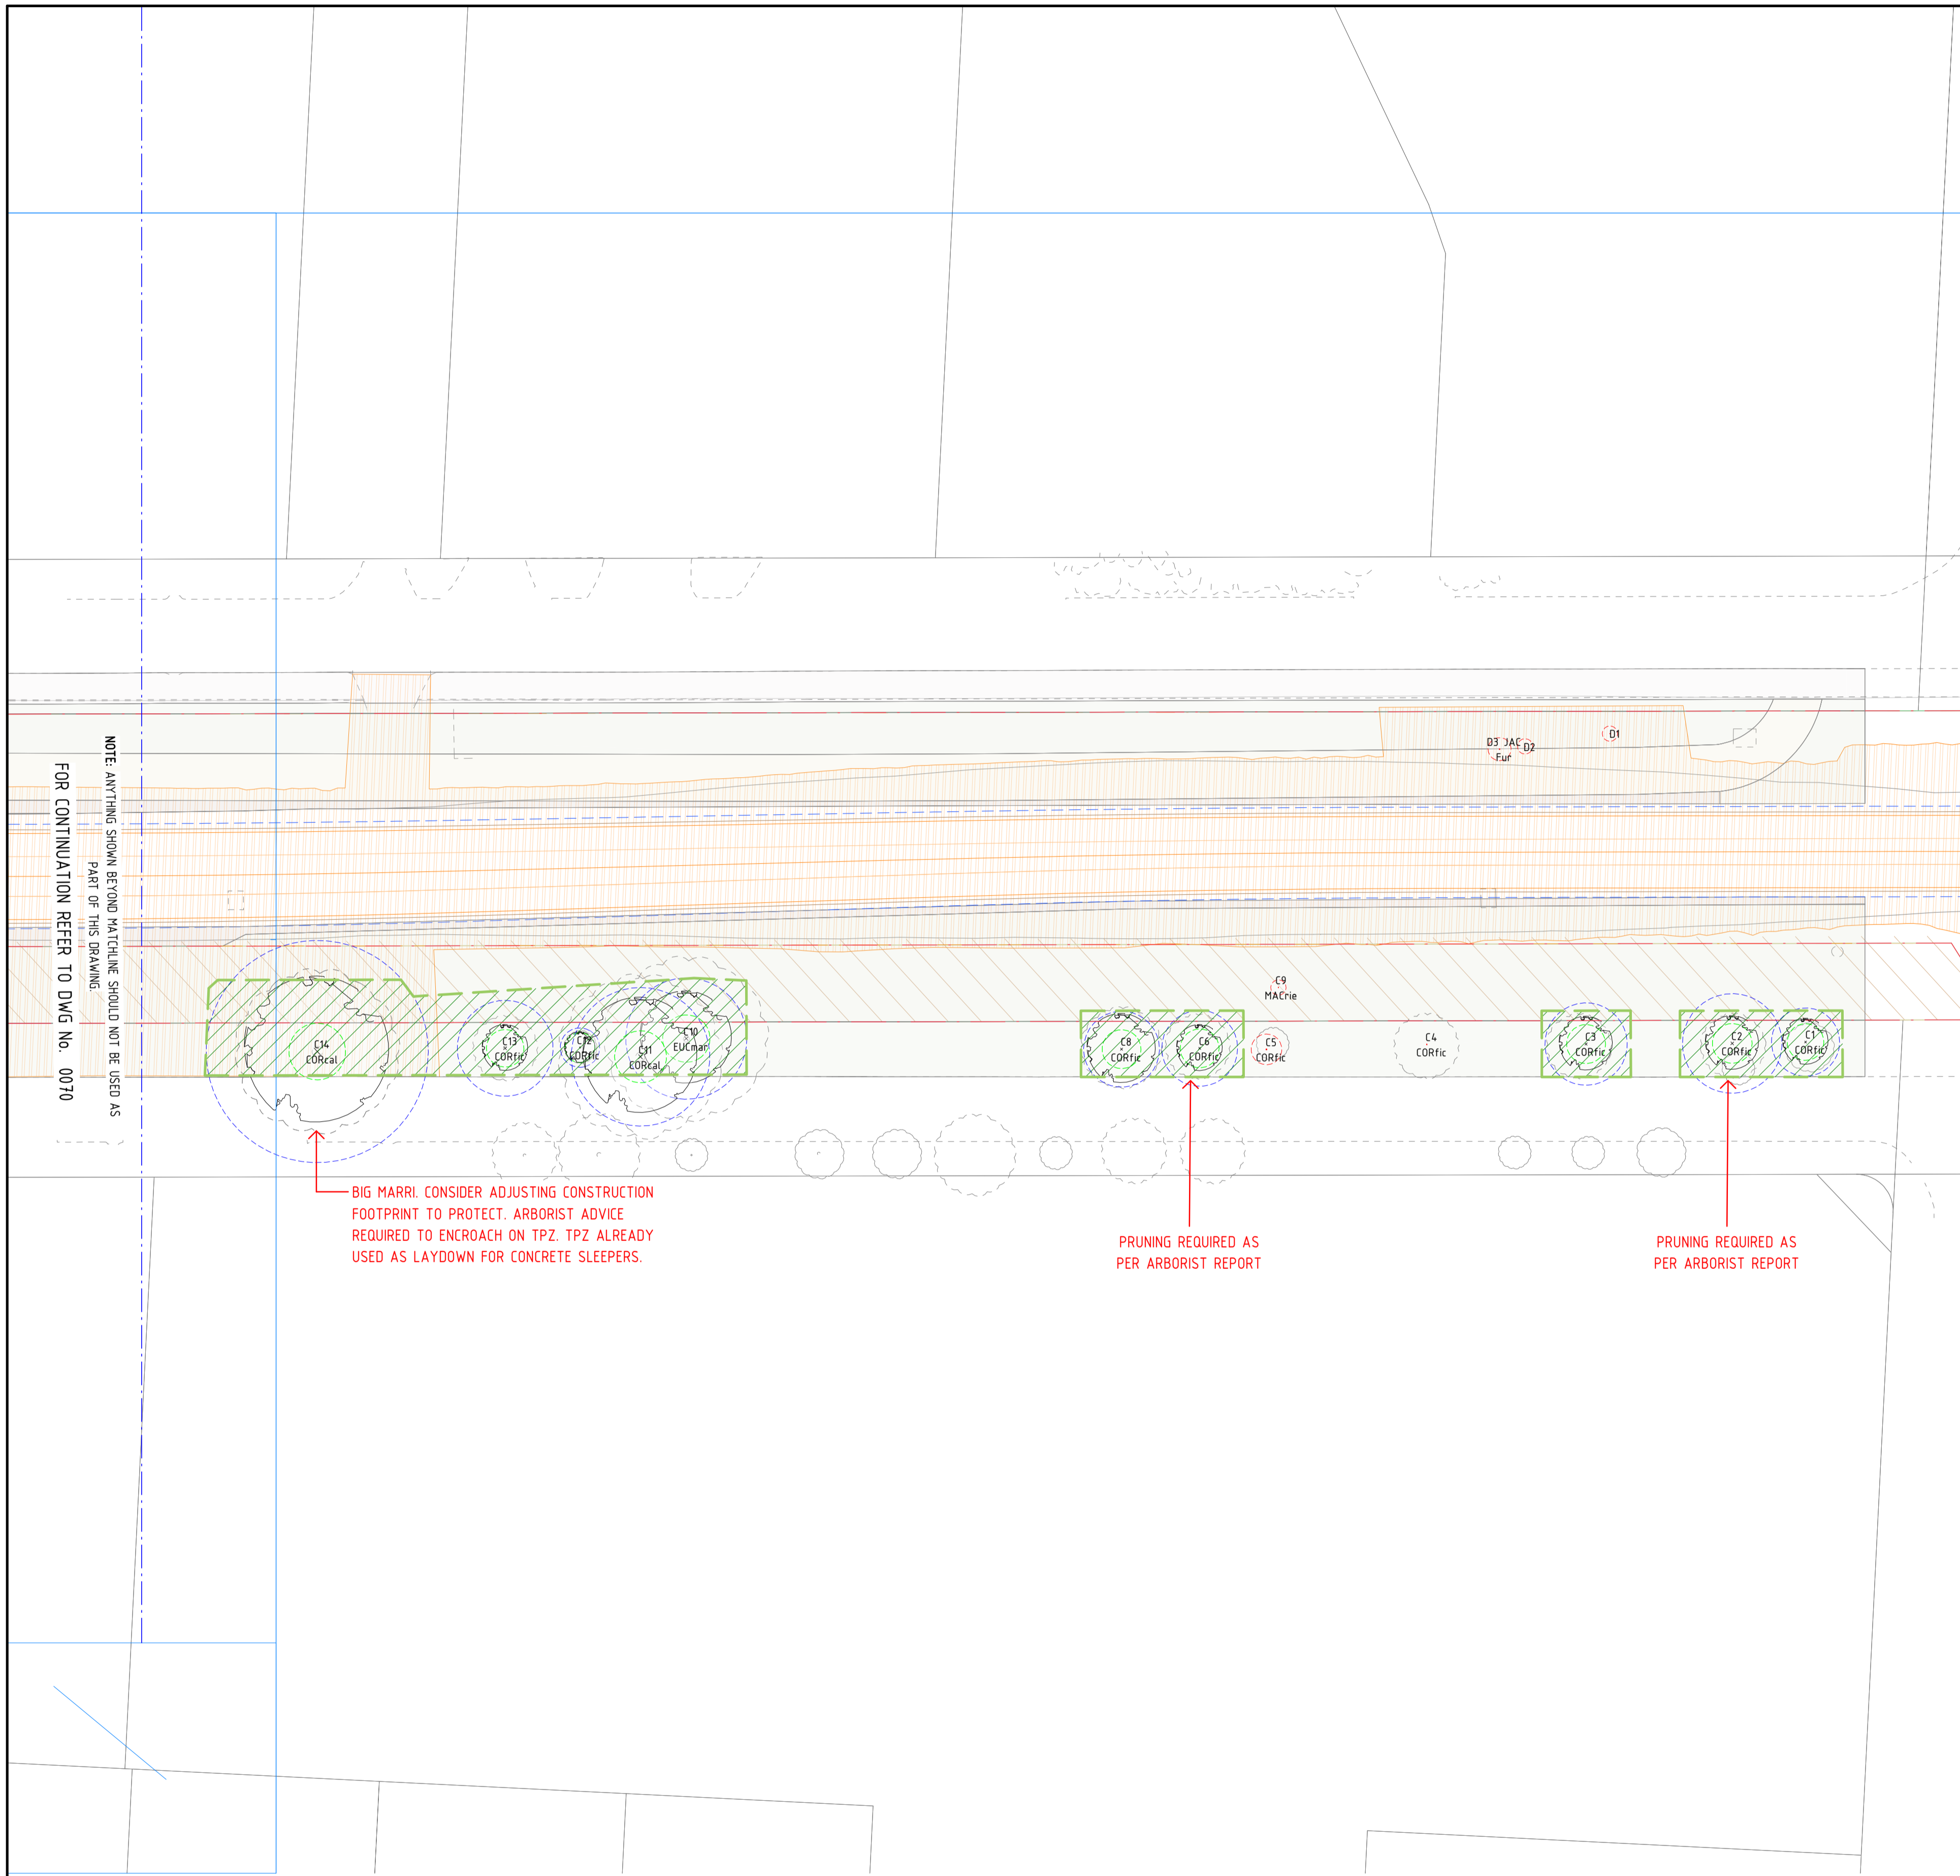 D1
D3 JAC
Fur
D2
NOTE: ANYTHING SHOWN BEYOND MATCHLINE SHOULD NOT BE USED AS
PART OF THIS DRAWING.
FOR CONTINUATION REFER TO DWG No. 0070
C9
MACrie
C14
CORcal
C13
CORfic
C12
CORfic
C11
CORcal
C10
EUCmar
C8
CORfic
C6
CORfic
C5
CORfic
C4
CORfic
C3
CORfic
C2
CORfic
C1
CORfic
BIG MARRI. CONSIDER ADJUSTING CONSTRUCTION
FOOTPRINT TO PROTECT. ARBORIST ADVICE
REQUIRED TO ENCROACH ON TPZ. TPZ ALREADY
USED AS LAYDOWN FOR CONCRETE SLEEPERS.
PRUNING REQUIRED AS
PER ARBORIST REPORT
PRUNING REQUIRED AS
PER ARBORIST REPORT